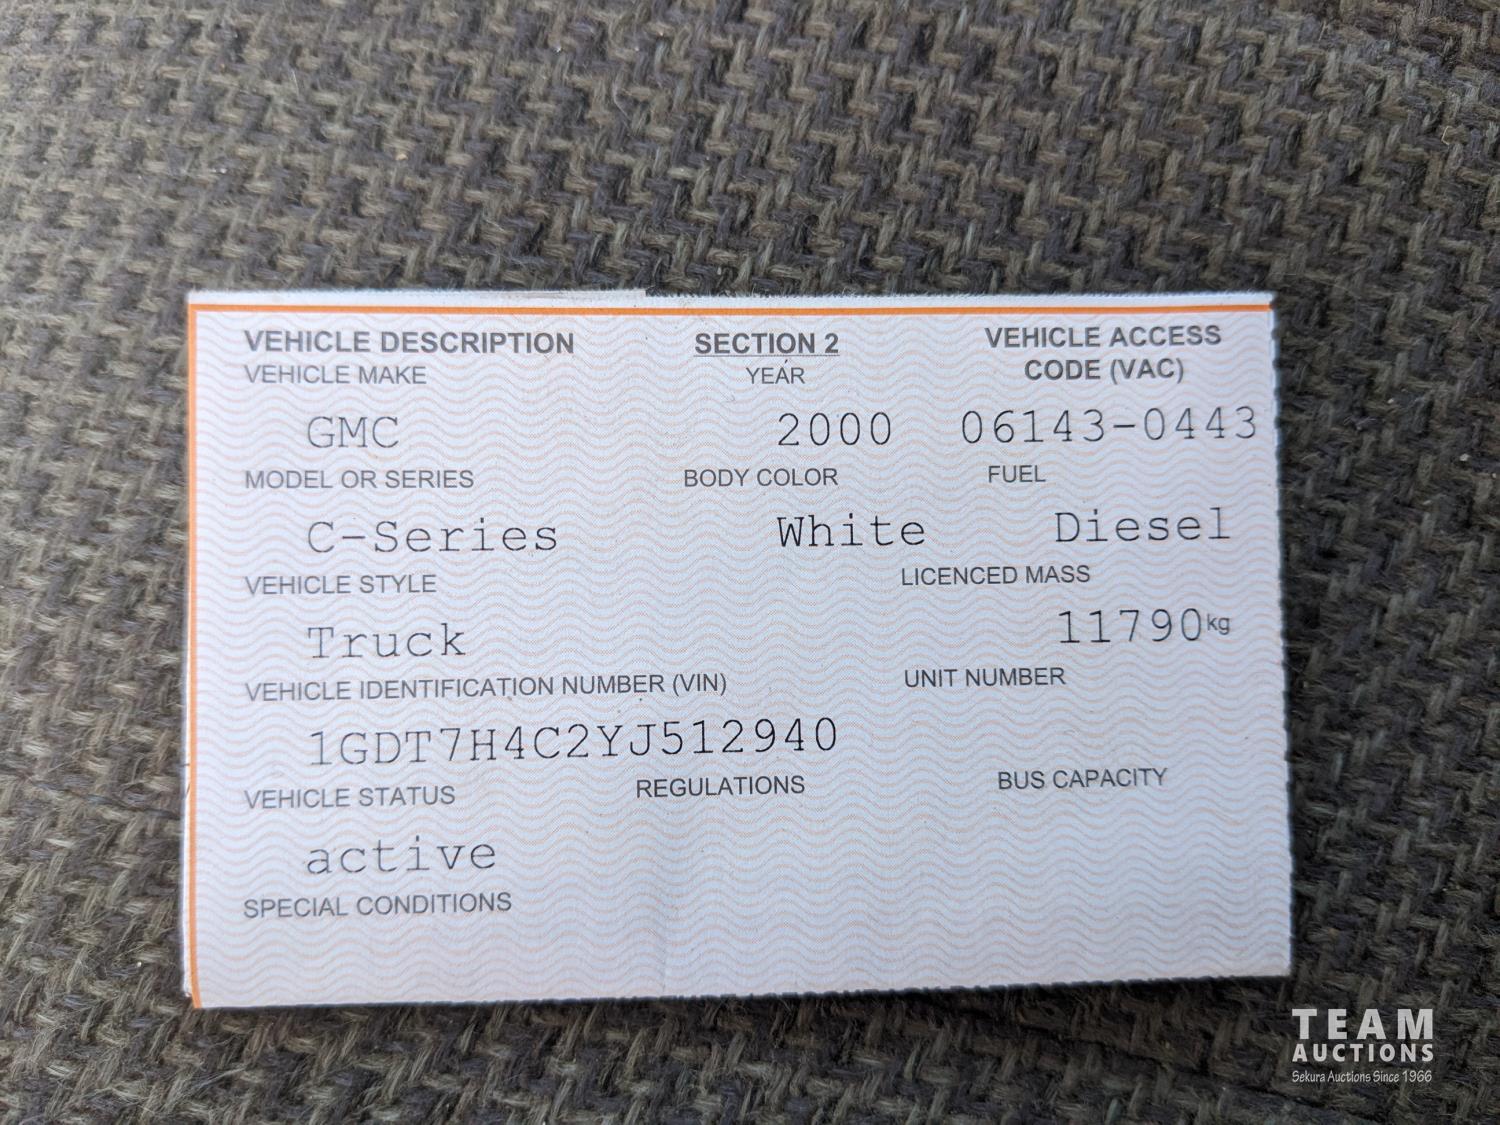 VEHICLE DESCRIPTION SECTION 2 VEHICLE ACCESS
VEHICLE MAKE YEAR CODE (VAC)
GMC 2000 06143-0443
MODEL OR SERIES BODY COLOR FUEL
C-Series White Diesel
VEHICLE STYLE LICENCED MASS
Truck 11790kg
VEHICLE IDENTIFICATION NUMBER (VIN) UNIT NUMBER
1GDT7H4C2YJ512940
VEHICLE STATUS REGULATIONS BUS CAPACITY
active
SPECIAL CONDITIONS
TEAM
AUCTIONS
Sekura Auctions Since 1966